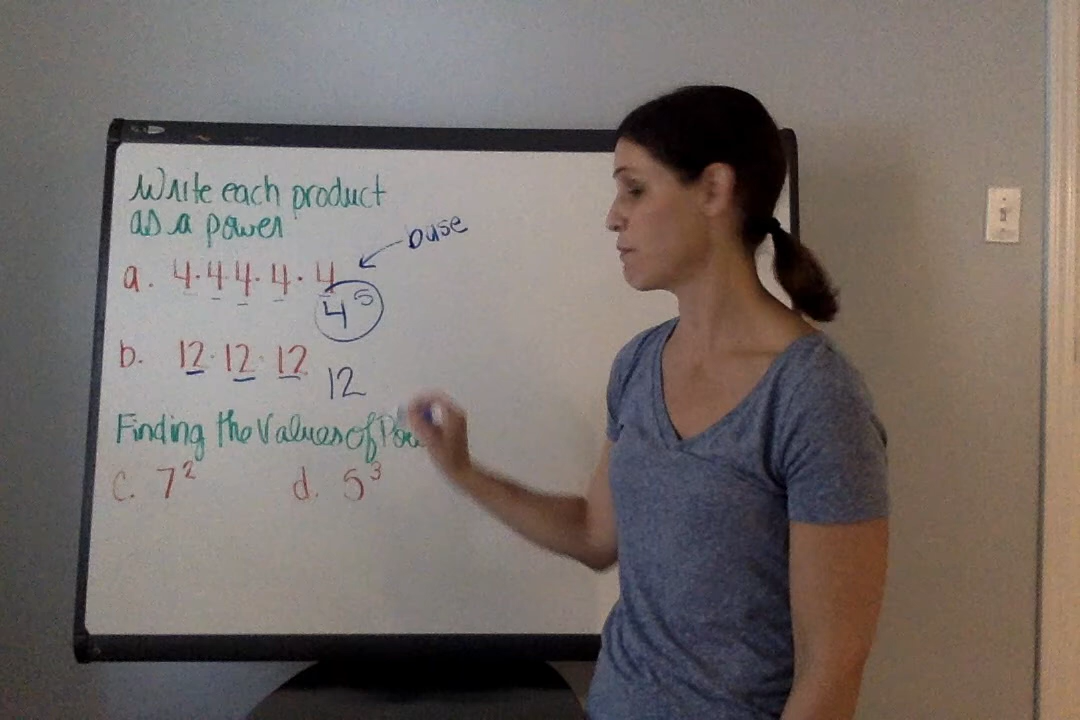 Write each product
as a power
base
a. 4 · 4 4 · 4 · 4
4⁵
b. 12 · 12 · 12
12
Finding the Values of
c. 7² d. 5³